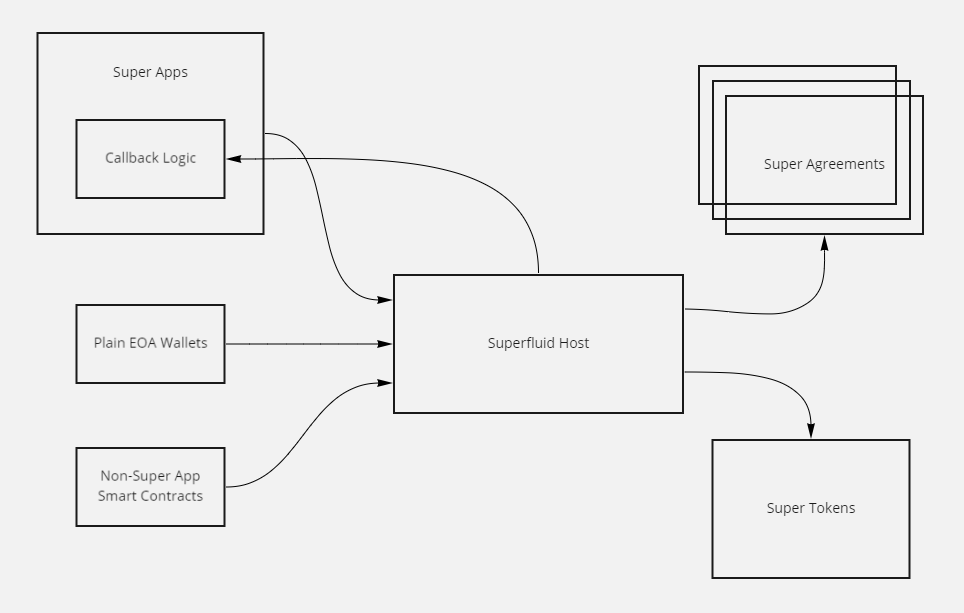 Super Apps
Callback Logic
Super Agreements
Plain EOA Wallets
Superfluid Host
Non-Super App
Smart Contracts
Super Tokens